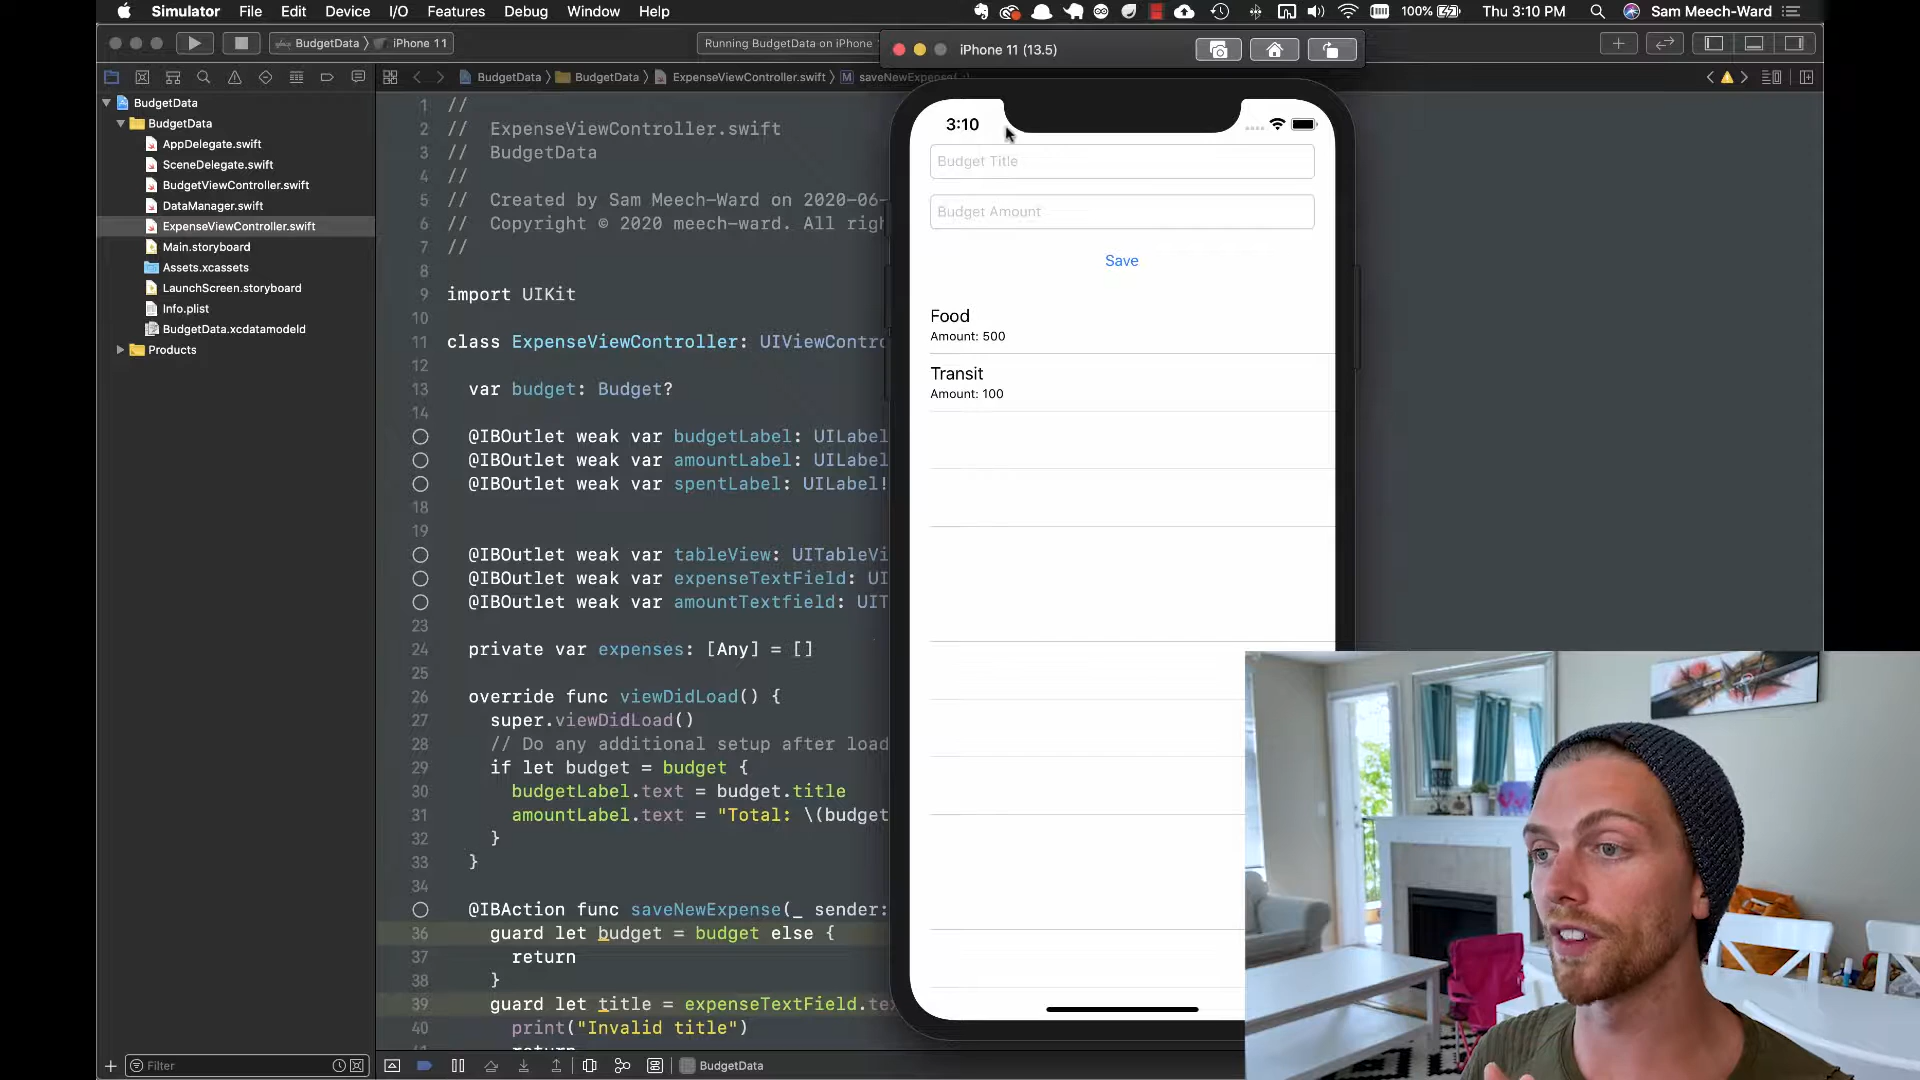 Simulator File Edit Device I/O Features Debug Window Help
100% Thu 3:10 PM Sam Meech-Ward
BudgetData 〉 iPhone 11
Running BudgetData on iPhone
iPhone 11 (13.5)
BudgetData 〉 BudgetData 〉 ExpenseViewController.swift 〉 M
BudgetData
BudgetData
AppDelegate.swift
SceneDelegate.swift
BudgetViewController.swift
DataManager.swift
ExpenseViewController.swift
Main.storyboard
Assets.xcassets
LaunchScreen.storyboard
Info.plist
BudgetData.xcdatamodeld
Products
Filter
1 //
2 // ExpenseViewController.swift
3 // BudgetData
4 //
5 // Created by Sam Meech-Ward on 2020-06-
6 // Copyright © 2020 meech-ward. All righ
7 //
8
9 import UIKit
10
11 class ExpenseViewController: UIViewContro
12
13 var budget: Budget?
14
@IBOutlet weak var budgetLabel: UILabel
@IBOutlet weak var amountLabel: UILabel
@IBOutlet weak var spentLabel: UILabel!
18
19
@IBOutlet weak var tableView: UITableVi
@IBOutlet weak var expenseTextField: UI
@IBOutlet weak var amountTextfield: UIT
23
24 private var expenses: [Any] = []
25
26 override func viewDidLoad() {
27 super.viewDidLoad()
28 // Do any additional setup after load
29 if let budget = budget {
30 budgetLabel.text = budget.title
31 amountLabel.text = "Total: \(budget
32 }
33 }
34
@IBAction func saveNewExpense(_ sender:
36 guard let budget = budget else {
37 return
38 }
39 guard let title = expenseTextField.te
40 print("Invalid title")
return
BudgetData
3:10
Budget Title
Budget Amount
Save
Food
Amount: 500
Transit
Amount: 100